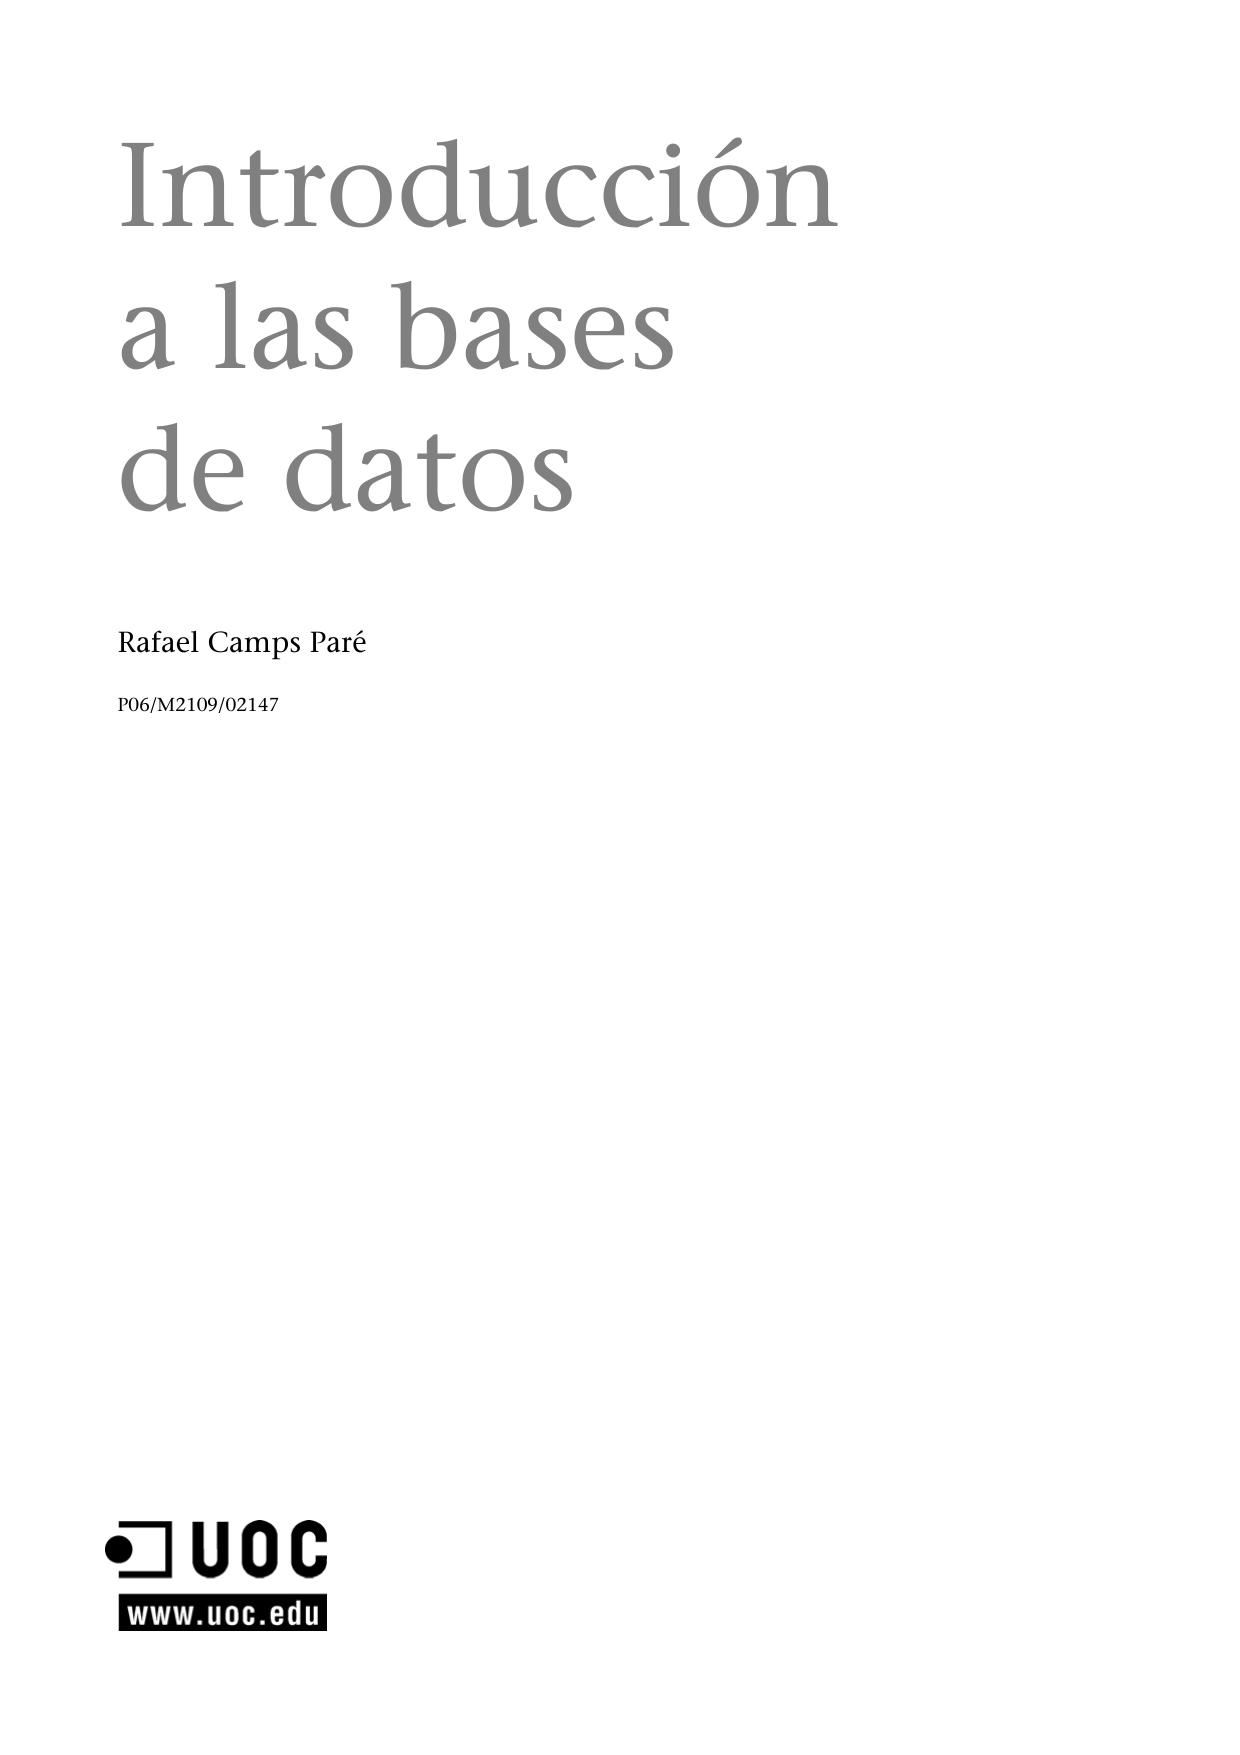 Introducción
a las bases
de datos
Rafael Camps Paré
P06/M2109/02147
UOC
www.uoc.edu